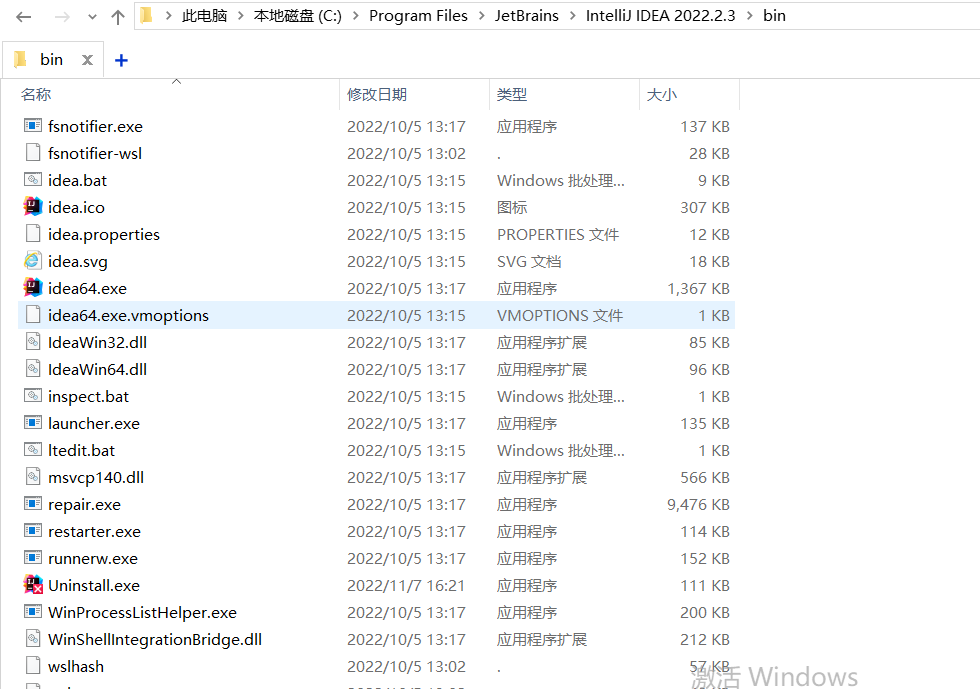 此电脑 > 本地磁盘 (C:) > Program Files > JetBrains > IntelliJ IDEA 2022.2.3 > bin
bin
名称 修改日期 类型 大小
fsnotifier.exe 2022/10/5 13:17 应用程序 137 KB
fsnotifier-wsl 2022/10/5 13:02 . 28 KB
idea.bat 2022/10/5 13:15 Windows 批处理... 9 KB
idea.ico 2022/10/5 13:15 图标 307 KB
idea.properties 2022/10/5 13:15 PROPERTIES 文件 12 KB
idea.svg 2022/10/5 13:15 SVG 文档 18 KB
idea64.exe 2022/10/5 13:15 应用程序 1,367 KB
idea64.exe.vmoptions 2022/10/5 13:15 VMOPTIONS 文件 1 KB
IdeaWin32.dll 2022/10/5 13:17 应用程序扩展 85 KB
IdeaWin64.dll 2022/10/5 13:17 应用程序扩展 96 KB
inspect.bat 2022/10/5 13:15 Windows 批处理... 1 KB
launcher.exe 2022/10/5 13:17 应用程序 135 KB
ltedit.bat 2022/10/5 13:15 Windows 批处理... 1 KB
msvcp140.dll 2022/10/5 13:17 应用程序扩展 566 KB
repair.exe 2022/10/5 13:17 应用程序 9,476 KB
restarter.exe 2022/10/5 13:17 应用程序 114 KB
runnerw.exe 2022/10/5 13:17 应用程序 152 KB
Uninstall.exe 2022/11/7 16:21 应用程序 111 KB
WinProcessListHelper.exe 2022/10/5 13:17 应用程序 200 KB
WinShellIntegrationBridge.dll 2022/10/5 13:17 应用程序扩展 212 KB
wslhash 2022/10/5 13:02 . 57 KB
激活 Windows